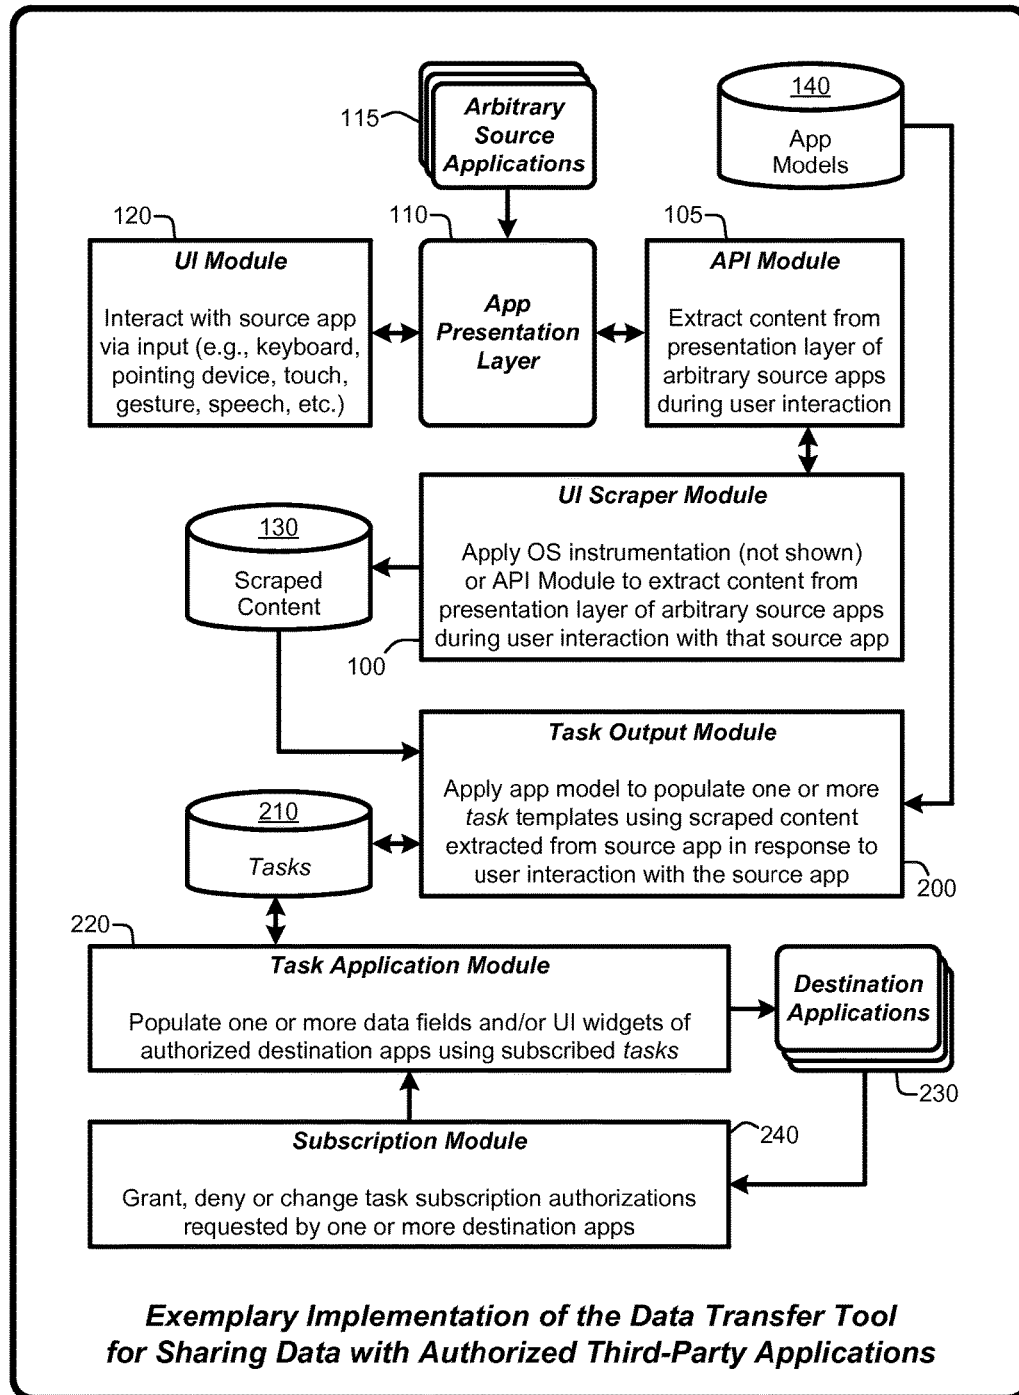 115
Arbitrary
Source
Applications
140
App
Models
120
UI Module
Interact with source app
via input (e.g., keyboard,
pointing device, touch,
gesture, speech, etc.)
110
App
Presentation
Layer
105
API Module
Extract content from
presentation layer of
arbitrary source apps
during user interaction
130
Scraped
Content
UI Scraper Module
Apply OS instrumentation (not shown)
or API Module to extract content from
presentation layer of arbitrary source apps
during user interaction with that source app
100
Task Output Module
Apply app model to populate one or more
task templates using scraped content
extracted from source app in response to
user interaction with the source app
200
210
Tasks
220
Task Application Module
Populate one or more data fields and/or UI widgets of
authorized destination apps using subscribed tasks
Destination
Applications
230
Subscription Module
Grant, deny or change task subscription authorizations
requested by one or more destination apps
240
Exemplary Implementation of the Data Transfer Tool
for Sharing Data with Authorized Third-Party Applications